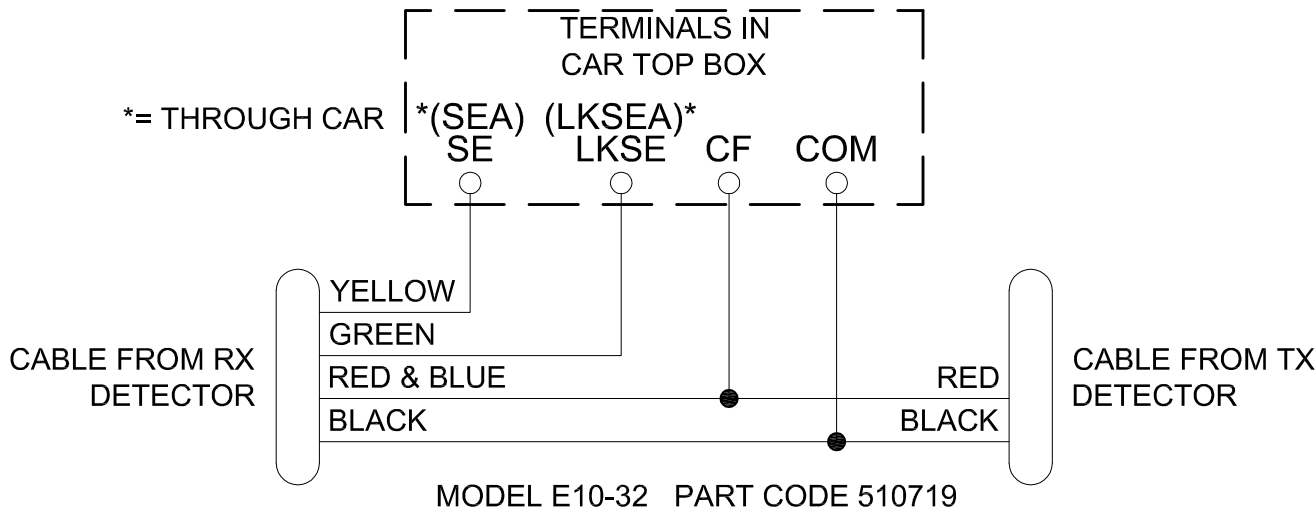 TERMINALS IN
CAR TOP BOX
*= THROUGH CAR
*(SEA) (LKSEA)*
SE LKSE CF COM
YELLOW
GREEN
CABLE FROM RX
DETECTOR
RED & BLUE
BLACK
RED
BLACK
CABLE FROM TX
DETECTOR
MODEL E10-32 PART CODE 510719